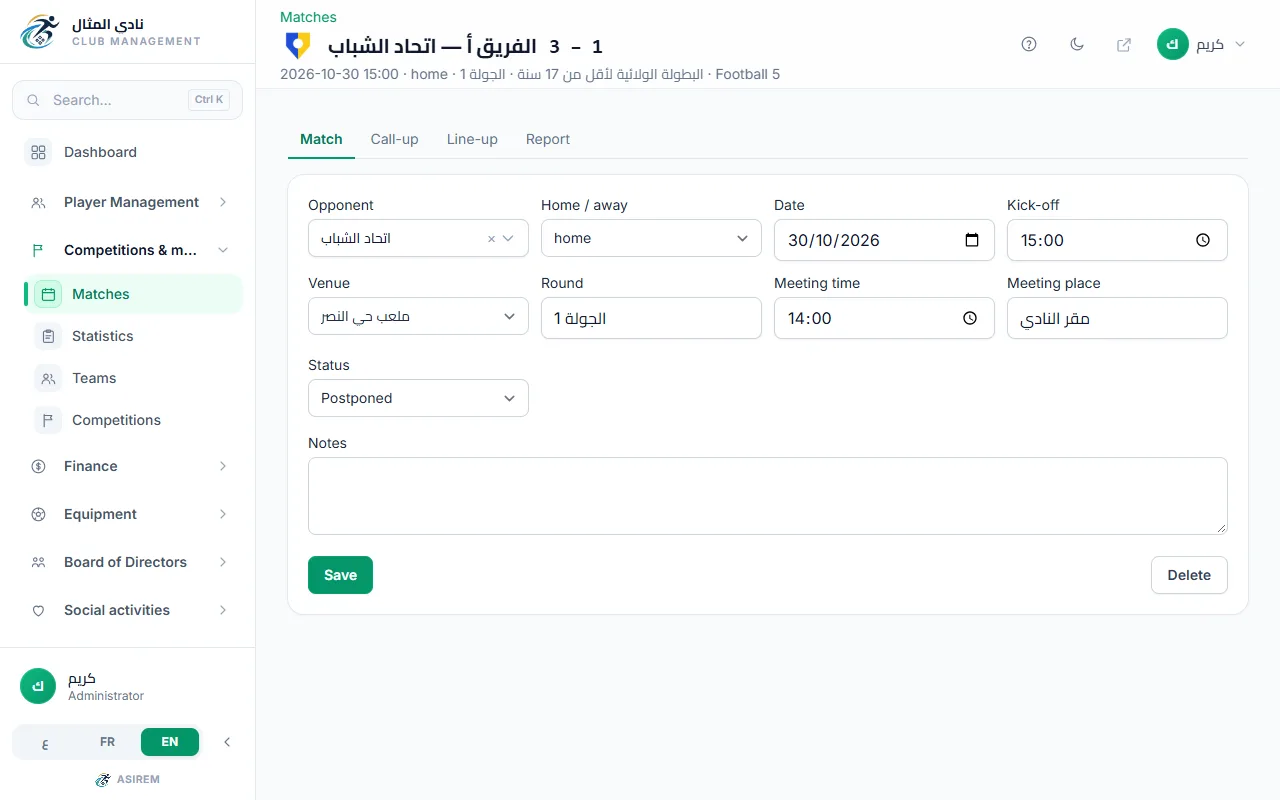 نادي المثال
CLUB MANAGEMENT
Search...
Ctrl K
Dashboard
Player Management
Competitions & m...
Matches
Statistics
Teams
Competitions
Finance
Equipment
Board of Directors
Social activities
ك
كريم
Administrator
ع
FR
EN
ASIREM
Matches
الفريق أ — اتحاد الشباب 3 – 1
2026-10-30 15:00 · home · الجولة 1 · البطولة الولائية لأقل من 17 سنة · Football 5
ك
كريم
Match
Call-up
Line-up
Report
Opponent
اتحاد الشباب
Home / away
home
Date
30/10/2026
Kick-off
15:00
Venue
ملعب حي النصر
Round
الجولة 1
Meeting time
14:00
Meeting place
مقر النادي
Status
Postponed
Notes
Save
Delete